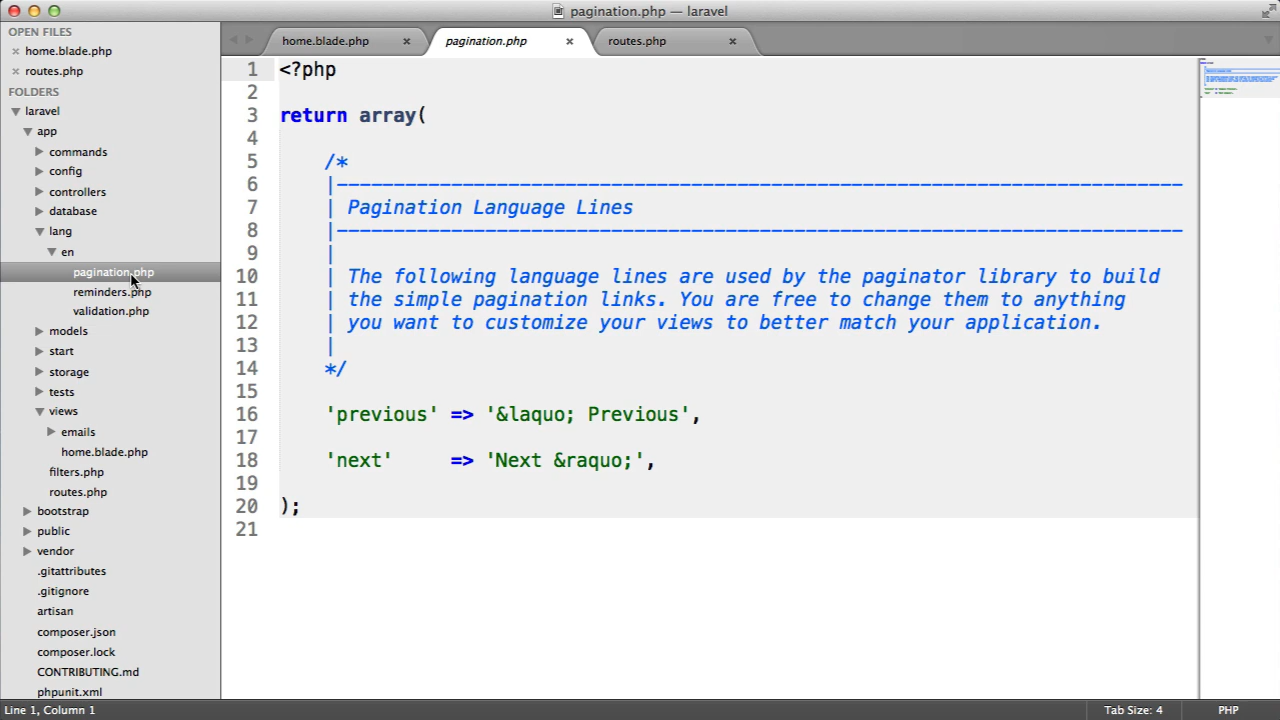 pagination.php — laravel
OPEN FILES
home.blade.php
routes.php
FOLDERS
laravel
app
commands
config
controllers
database
lang
en
pagination.php
reminders.php
validation.php
models
start
storage
tests
views
emails
home.blade.php
filters.php
routes.php
bootstrap
public
vendor
.gitattributes
.gitignore
artisan
composer.json
composer.lock
CONTRIBUTING.md
phpunit.xml
home.blade.php pagination.php routes.php
1 <?php
2
3 return array(
4
5 /*
6 |--------------------------------------------------------------------------
7 | Pagination Language Lines
8 |--------------------------------------------------------------------------
9 |
10 | The following language lines are used by the paginator library to build
11 | the simple pagination links. You are free to change them to anything
12 | you want to customize your views to better match your application.
13 |
14 */
15
16 'previous' => '&laquo; Previous',
17
18 'next'     => 'Next &raquo;',
19
20 );
21
Line 1, Column 1 Tab Size: 4 PHP